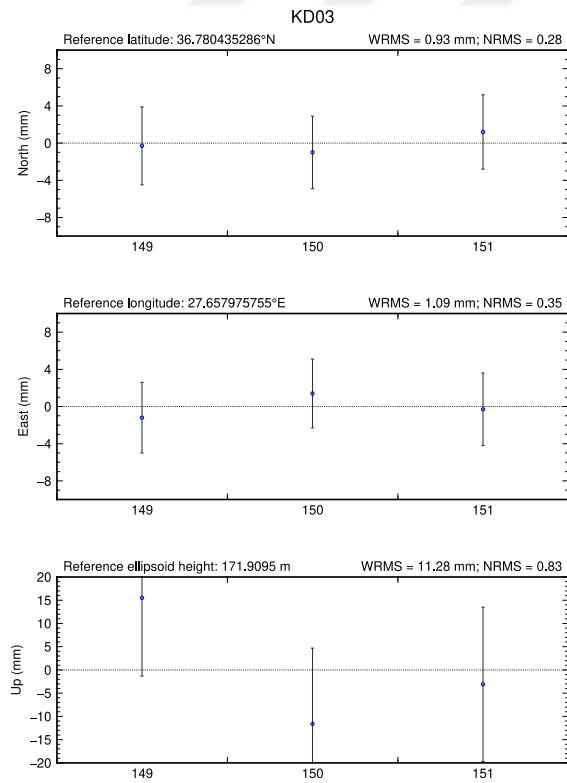 KD03
Reference latitude: 36.780435286°N WRMS = 0.93 mm; NRMS = 0.28
8
4
0
−4
−8
North (mm)
149 150 151
Reference longitude: 27.657975755°E WRMS = 1.09 mm; NRMS = 0.35
8
4
0
−4
−8
East (mm)
149 150 151
Reference ellipsoid height: 171.9095 m WRMS = 11.28 mm; NRMS = 0.83
20
15
10
5
0
−5
−10
−15
−20
Up (mm)
149 150 151